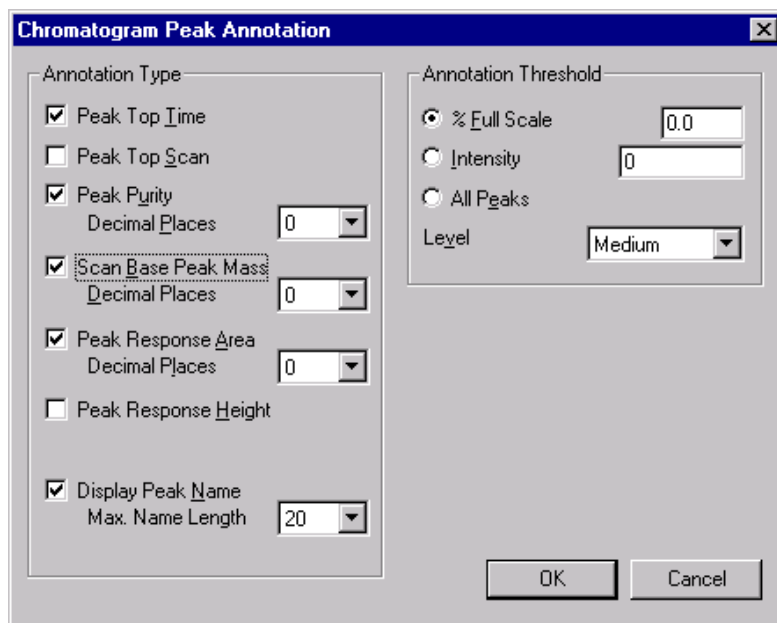 Chromatogram Peak Annotation
Annotation Type
Peak Top Time
Peak Top Scan
Peak Purity
Decimal Places 0
Scan Base Peak Mass
Decimal Places 0
Peak Response Area
Decimal Places 0
Peak Response Height
Display Peak Name
Max. Name Length 20
Annotation Threshold
% Full Scale 0.0
Intensity 0
All Peaks
Level Medium
OK Cancel